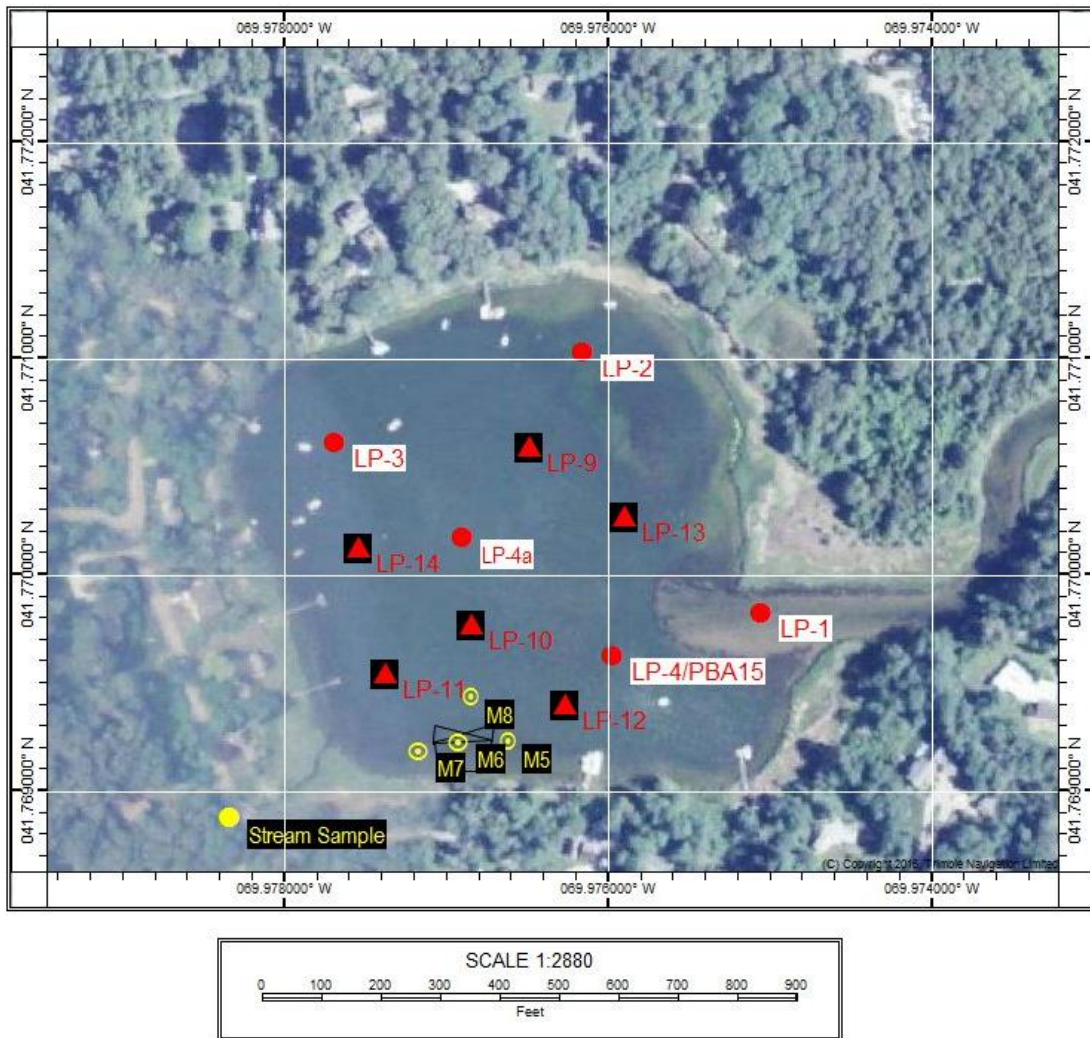 069.978000° W 069.976000° W 069.974000° W
041.772000° N 041.772000° N
041.771000° N 041.771000° N
LP-2
LP-3
LP-9
LP-13
LP-4a
LP-14
041.770000° N 041.770000° N
LP-1
LP-10
LP-4/PBA15
LP-11
M8
LP-12
M7 M6 M5
041.769000° N 041.769000° N
Stream Sample
(C) Copyright 2016, Trimble Navigation Limited
069.978000° W 069.976000° W 069.974000° W
SCALE 1:2880
0 100 200 300 400 500 600 700 800 900
Feet